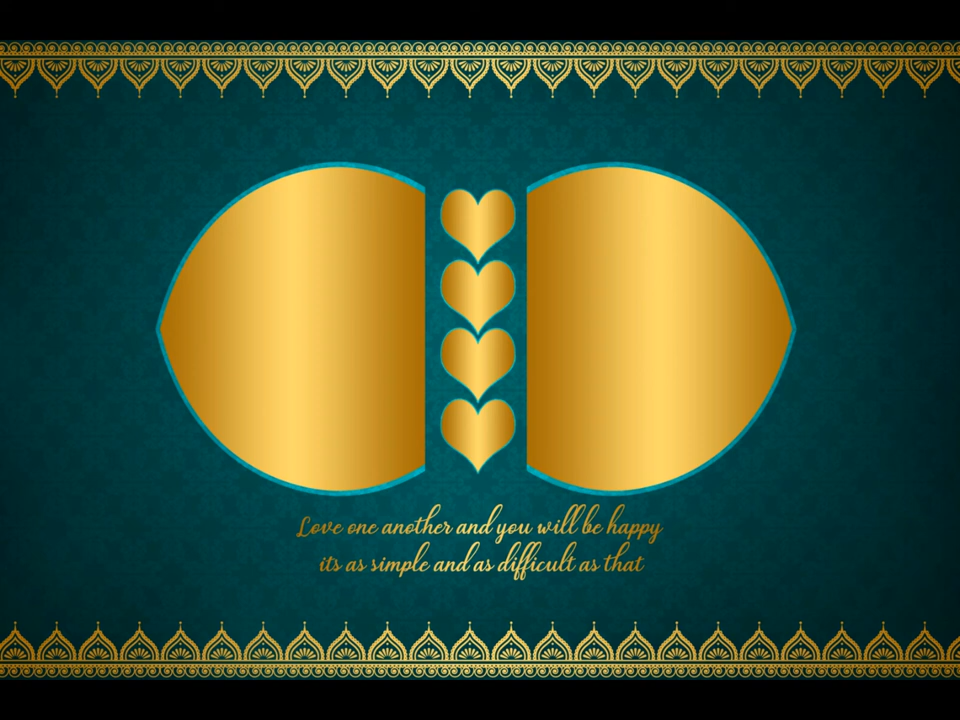 Love one another and you will be happy
its as simple and as difficult as that